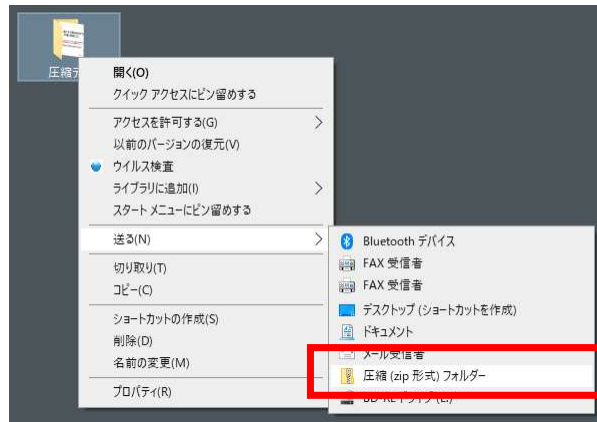 圧縮
開く(O)
クイック アクセスにピン留めする
アクセスを許可する(G)
以前のバージョンの復元(V)
ウイルス検査
ライブラリに追加(I)
スタート メニューにピン留めする
送る(N)
切り取り(T)
コピー(C)
ショートカットの作成(S)
削除(D)
名前の変更(M)
プロパティ(R)
Bluetooth デバイス
FAX 受信者
FAX 受信者
デスクトップ (ショートカットを作成)
ドキュメント
メール受信者
圧縮 (zip 形式) フォルダー
BD-RE ドライブ (E:)